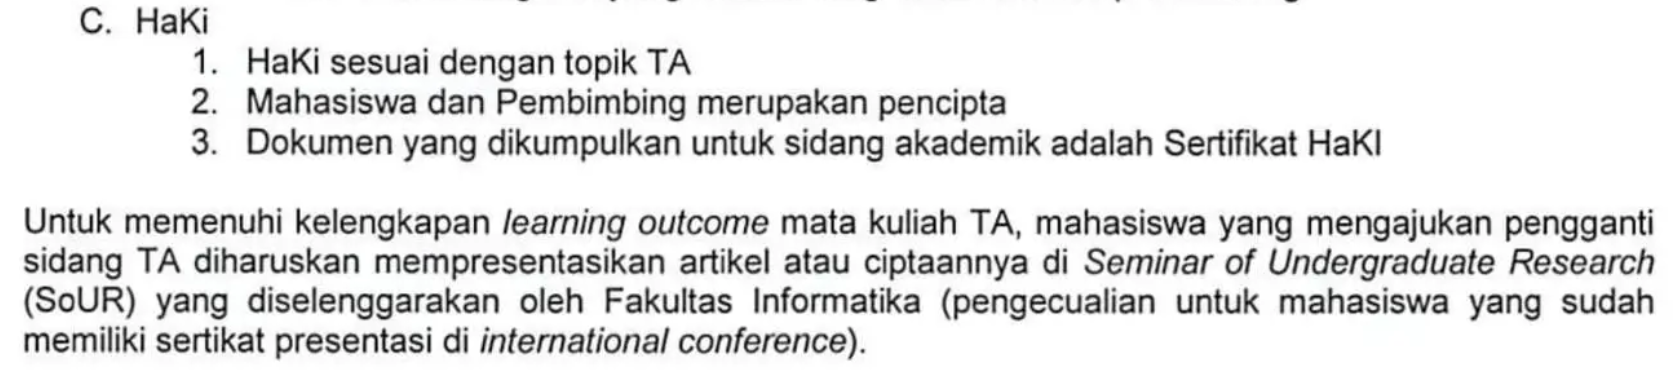 C. HaKi
1. HaKi sesuai dengan topik TA
2. Mahasiswa dan Pembimbing merupakan pencipta
3. Dokumen yang dikumpulkan untuk sidang akademik adalah Sertifikat HaKI
Untuk memenuhi kelengkapan learning outcome mata kuliah TA, mahasiswa yang mengajukan pengganti
sidang TA diharuskan mempresentasikan artikel atau ciptaannya di Seminar of Undergraduate Research
(SoUR) yang diselenggarakan oleh Fakultas Informatika (pengecualian untuk mahasiswa yang sudah
memiliki sertikat presentasi di international conference).